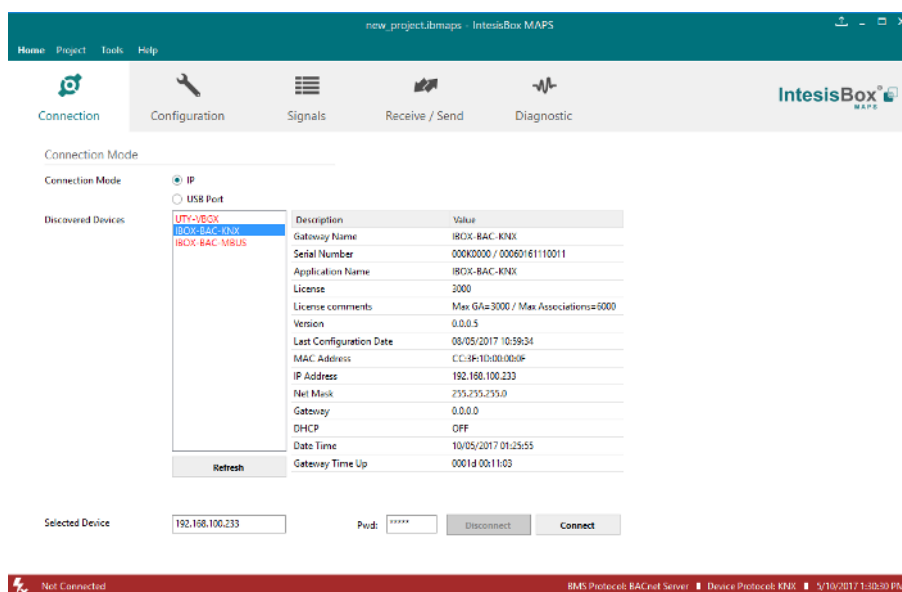 new_project.ibmaps - IntesisBox MAPS
Home Project Tools Help
Connection Configuration Signals Receive / Send Diagnostic
IntesisBox®
MAPS
Connection Mode
Connection Mode IP
USB Port
Discovered Devices
UTY-VBGX
IBOX-BAC-KNX
IBOX-BAC-MBUS
Description Value
Gateway Name IBOX-BAC-KNX
Serial Number 000K0000 / 00060161110011
Application Name IBOX-BAC-KNX
License 3000
License comments Max GA=3000 / Max Associations=6000
Version 0.0.0.5
Last Configuration Date 08/05/2017 10:59:34
MAC Address CC:3F:1D:00:00:0F
IP Address 192.168.100.233
Net Mask 255.255.255.0
Gateway 0.0.0.0
DHCP OFF
Date Time 10/05/2017 01:25:55
Gateway Time Up 0001d 00:11:03
Refresh
Selected Device 192.168.100.233 Pwd: ***** Disconnect Connect
Not Connected BMS Protocol: BACnet Server Device Protocol: KNX 5/10/2017 1:30:30 PM